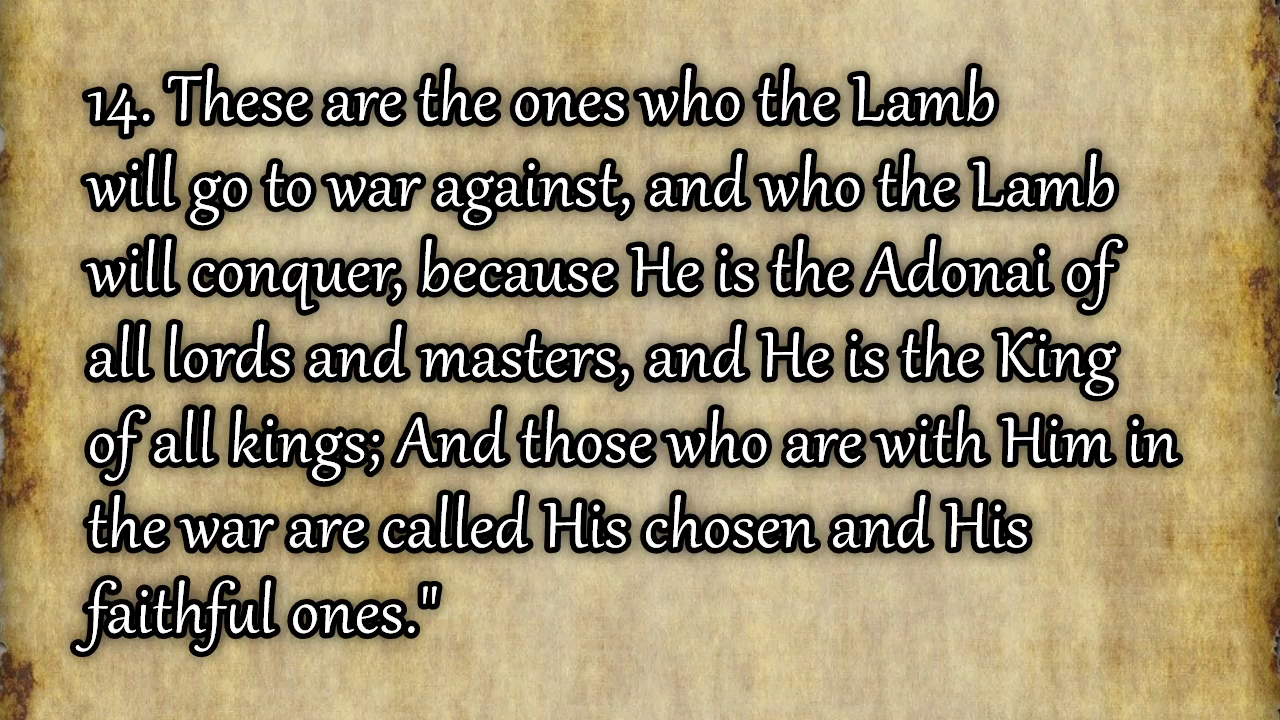 14. These are the ones who the Lamb
will go to war against, and who the Lamb
will conquer, because He is the Adonai of
all lords and masters, and He is the King
of all kings; And those who are with Him in
the war are called His chosen and His
faithful ones."